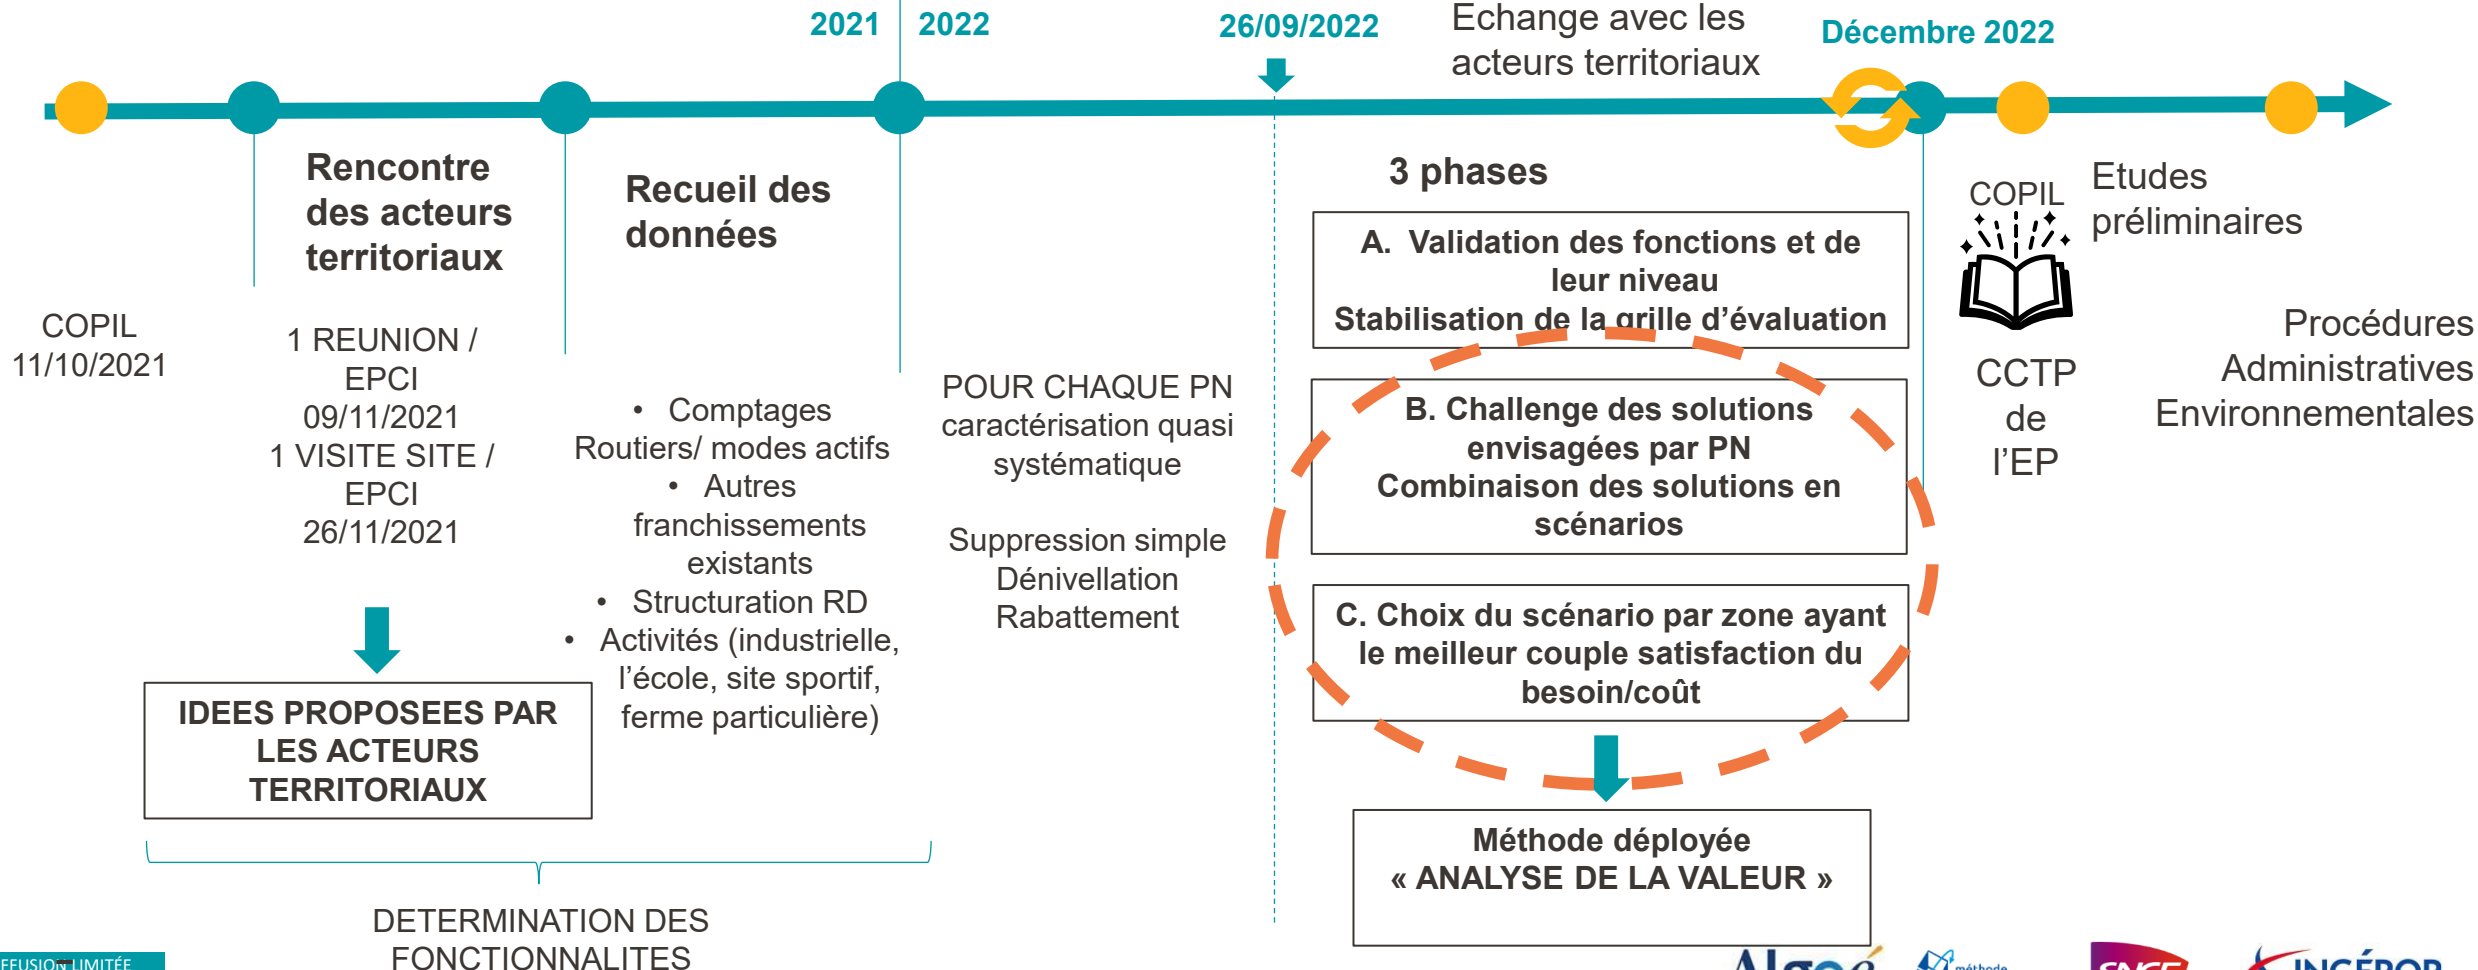 2021
2022
26/09/2022
Echange avec les
acteurs territoriaux
Décembre 2022
COPIL
11/10/2021
Rencontre
des acteurs
territoriaux
1 REUNION /
EPCI
09/11/2021
1 VISITE SITE /
EPCI
26/11/2021
IDEES PROPOSEES PAR
LES ACTEURS
TERRITORIAUX
Recueil des
données
• Comptages
Routiers/ modes actifs
• Autres
franchissements
existants
• Structuration RD
• Activités (industrielle,
l’école, site sportif,
ferme particulière)
DETERMINATION DES
FONCTIONNALITES
POUR CHAQUE PN
caractérisation quasi
systématique
Suppression simple
Dénivellation
Rabattement
3 phases
A. Validation des fonctions et de
leur niveau
Stabilisation de la grille d’évaluation
B. Challenge des solutions
envisagées par PN
Combinaison des solutions en
scénarios
C. Choix du scénario par zone ayant
le meilleur couple satisfaction du
besoin/coût
Méthode déployée
« ANALYSE DE LA VALEUR »
COPIL
CCTP
de
l’EP
Etudes
préliminaires
Procédures
Administratives
Environnementales
FFUSION LIMITÉE
Algoé
méthode
SNCF
INGÉROP